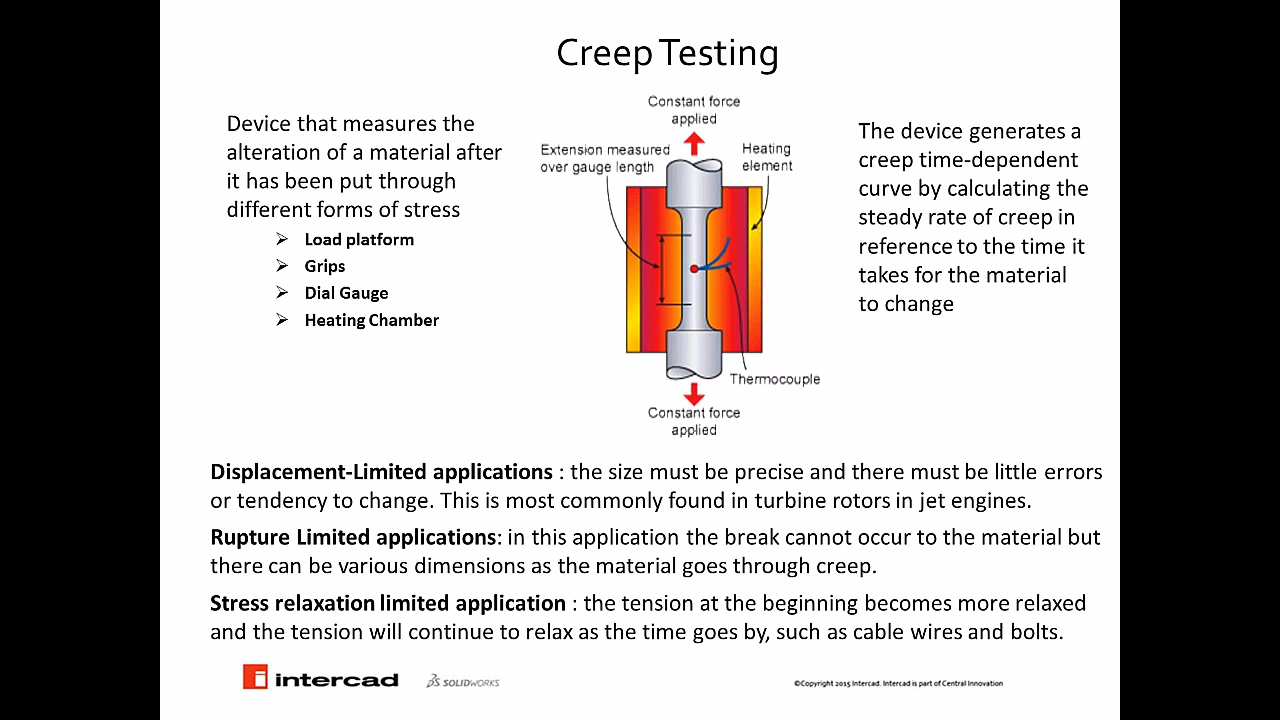 Creep Testing
Device that measures the
alteration of a material after
it has been put through
different forms of stress
Load platform
Grips
Dial Gauge
Heating Chamber
Constant force
applied
Extension measured
over gauge length
Heating
element
Thermocouple
Constant force
applied
The device generates a
creep time-dependent
curve by calculating the
steady rate of creep in
reference to the time it
takes for the material
to change
Displacement-Limited applications : the size must be precise and there must be little errors
or tendency to change. This is most commonly found in turbine rotors in jet engines.
Rupture Limited applications: in this application the break cannot occur to the material but
there can be various dimensions as the material goes through creep.
Stress relaxation limited application : the tension at the beginning becomes more relaxed
and the tension will continue to relax as the time goes by, such as cable wires and bolts.
intercad
SOLIDWORKS
©Copyright 2015 Intercad. Intercad is part of Central Innovation